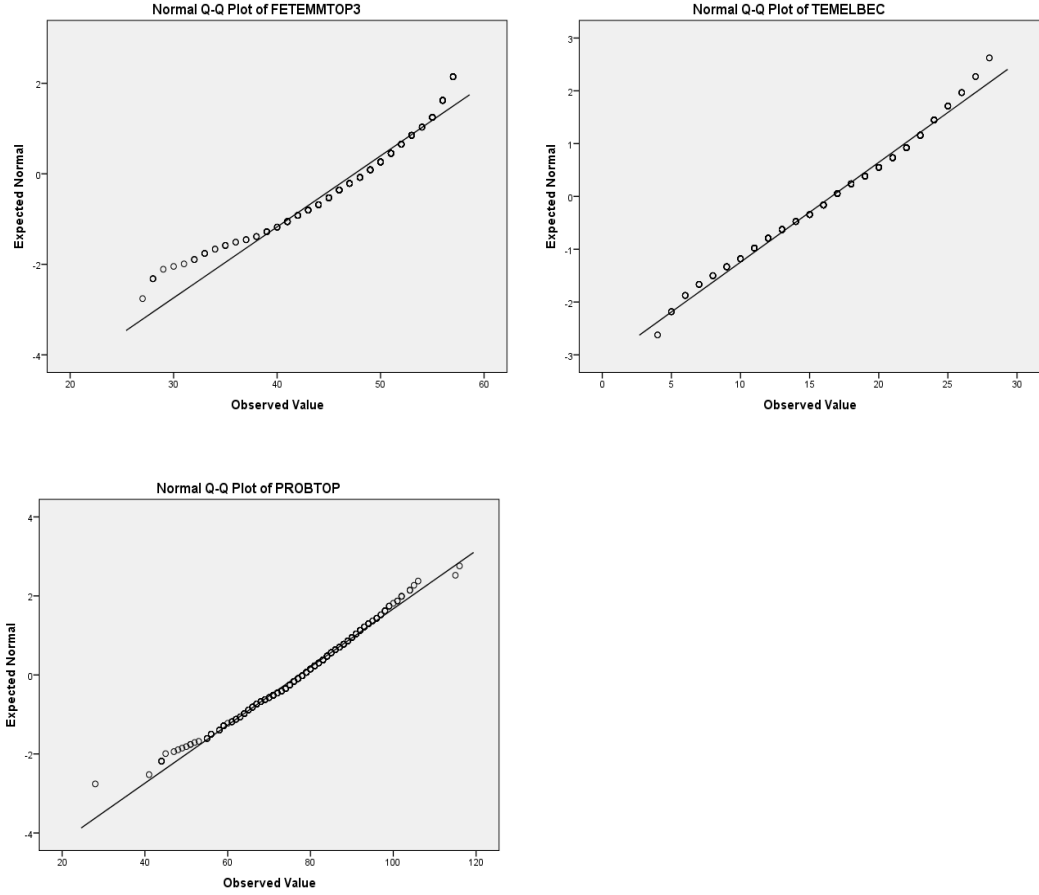 Normal Q-Q Plot of FETEMMTOP3
Expected Normal
2
0
-2
-4
20 30 40 50 60
Observed Value
Normal Q-Q Plot of TEMELBEC
Expected Normal
3
2
1
0
-1
-2
-3
0 5 10 15 20 25 30
Observed Value
Normal Q-Q Plot of PROBTOP
Expected Normal
4
2
0
-2
-4
20 40 60 80 100 120
Observed Value